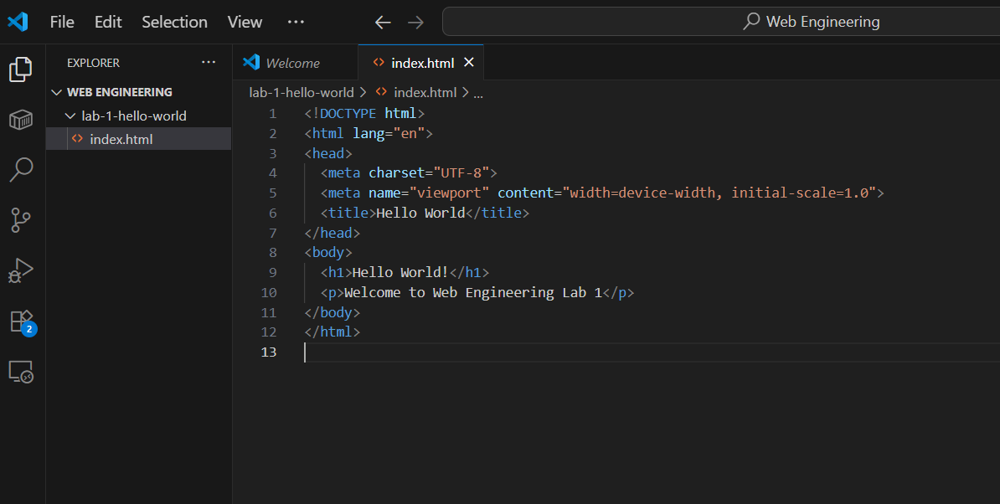 File Edit Selection View ··· ← → Web Engineering
EXPLORER ···
WEB ENGINEERING
lab-1-hello-world
index.html
2
Welcome index.html ×
lab-1-hello-world > <> index.html > ...
1 <!DOCTYPE html>
2 <html lang="en">
3 <head>
4 <meta charset="UTF-8">
5 <meta name="viewport" content="width=device-width, initial-scale=1.0">
6 <title>Hello World</title>
7 </head>
8 <body>
9 <h1>Hello World!</h1>
10 <p>Welcome to Web Engineering Lab 1</p>
11 </body>
12 </html>
13